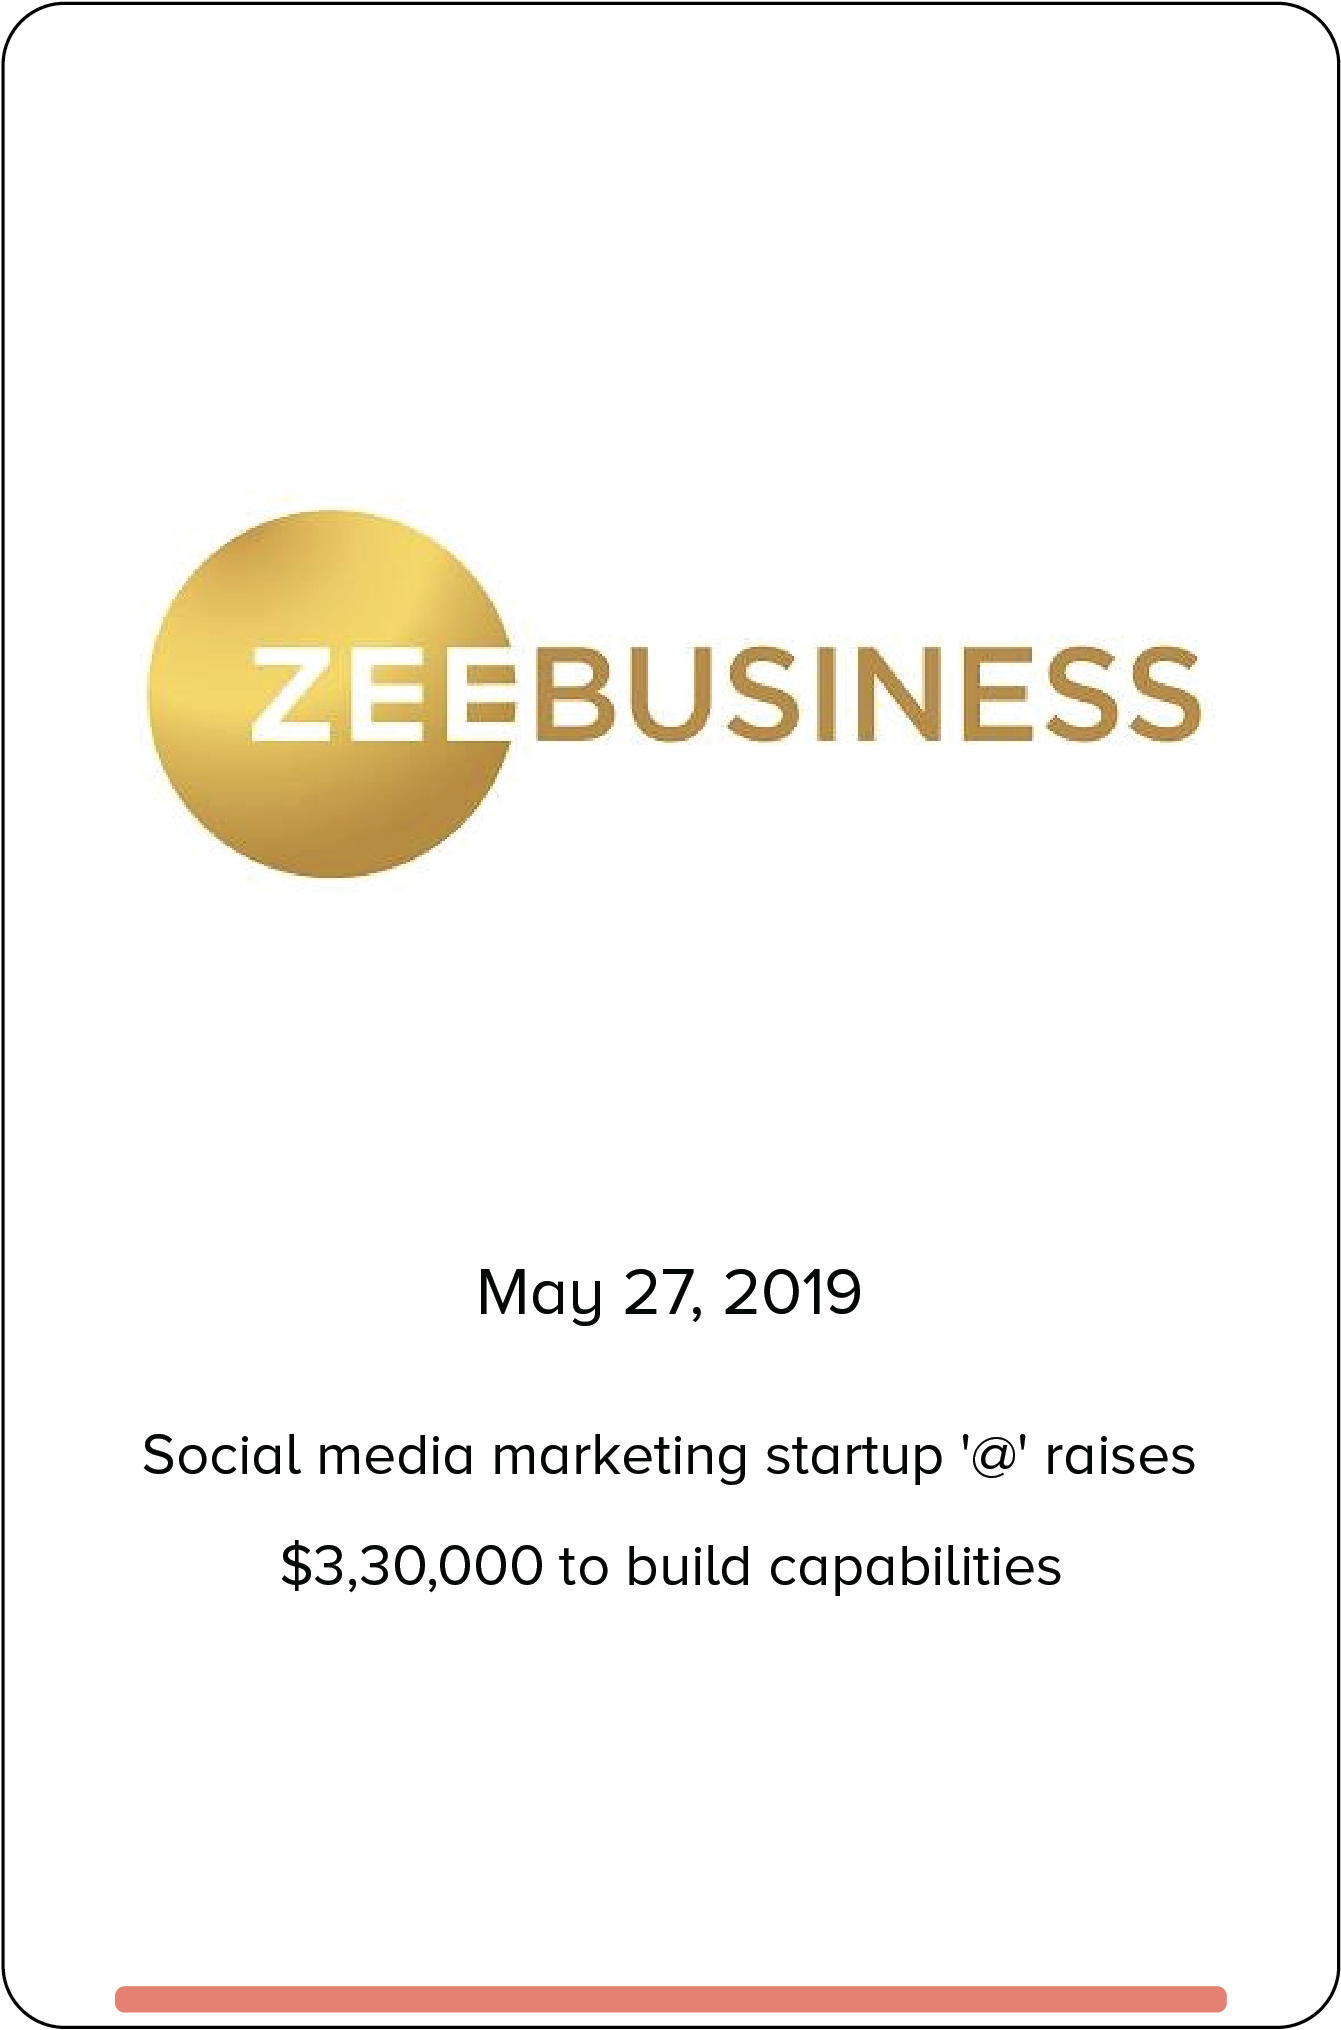 ZEEBUSINESS
May 27, 2019
Social media marketing startup '@' raises
$3,30,000 to build capabilities